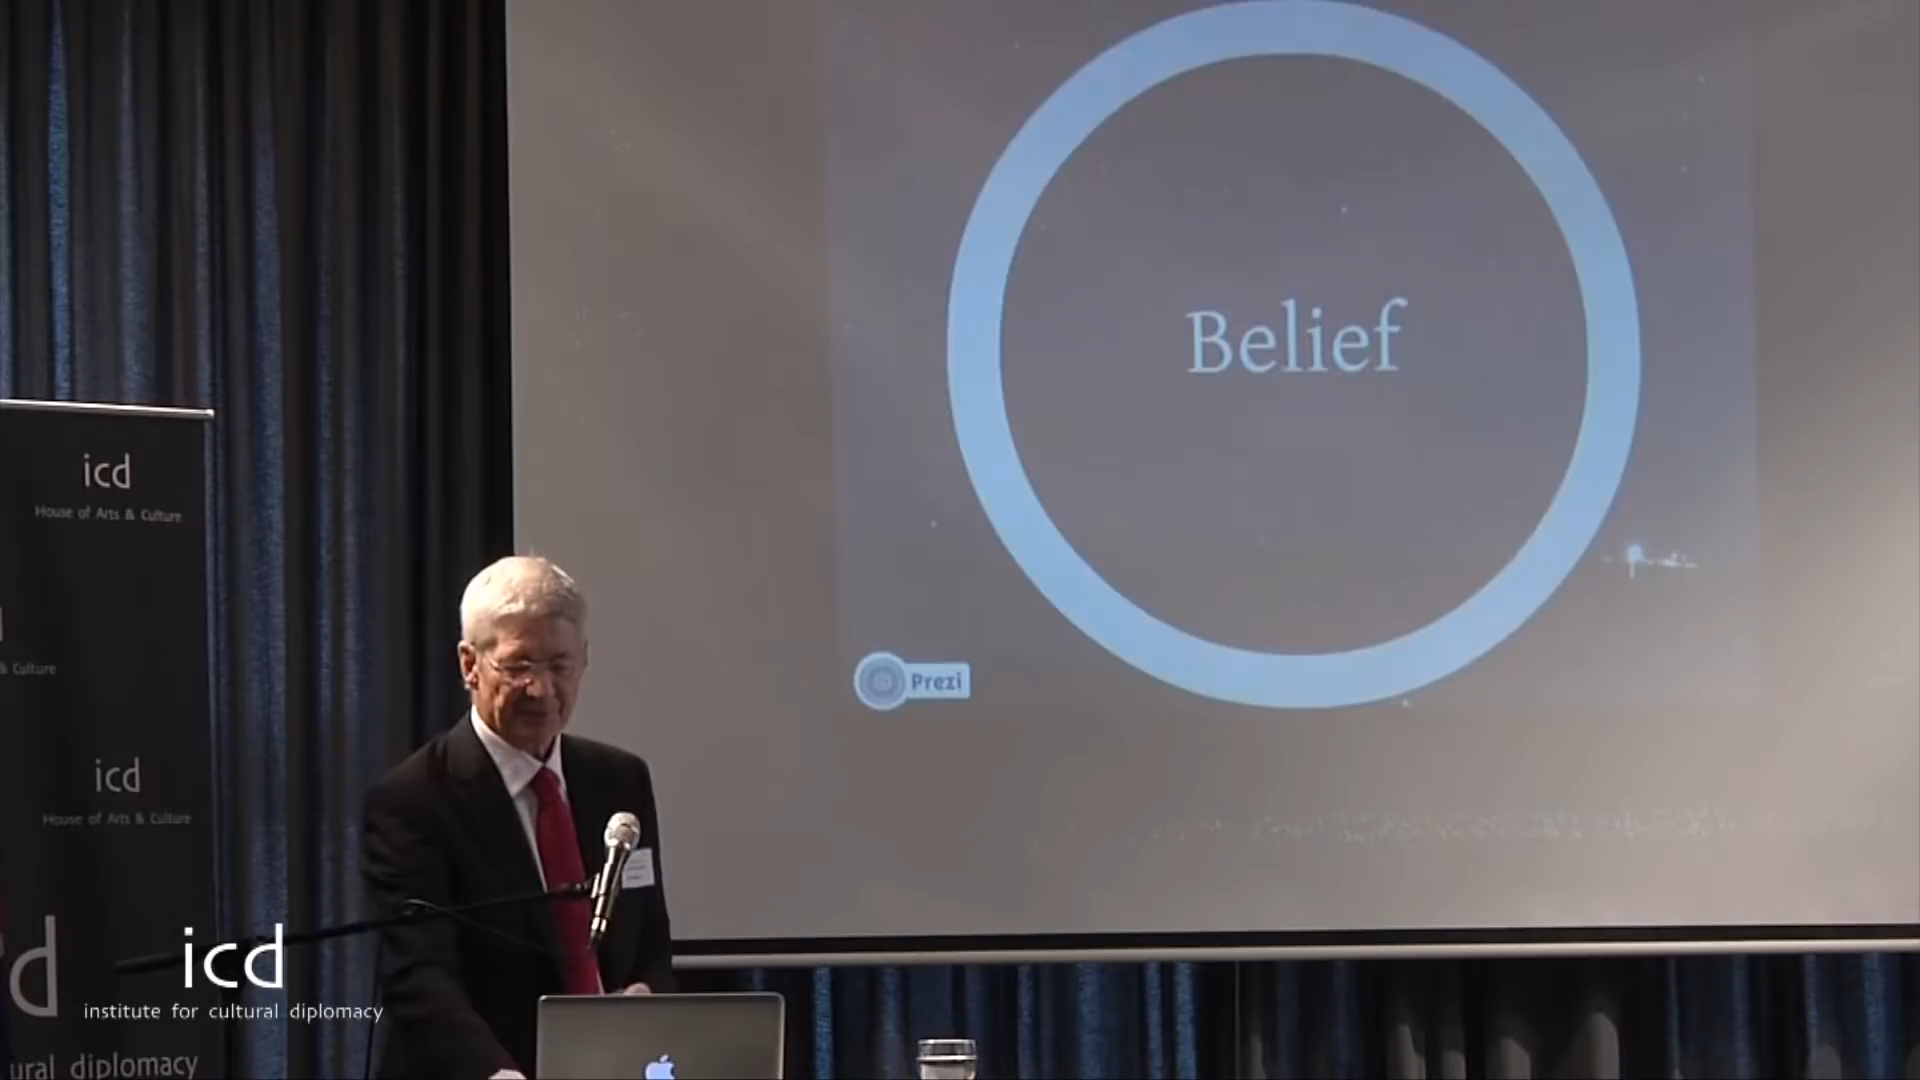 Belief
Prezi
icd
House of Arts & Culture
& Culture
icd
House of Arts & Culture
d
ural diplomacy
icd
institute for cultural diplomacy